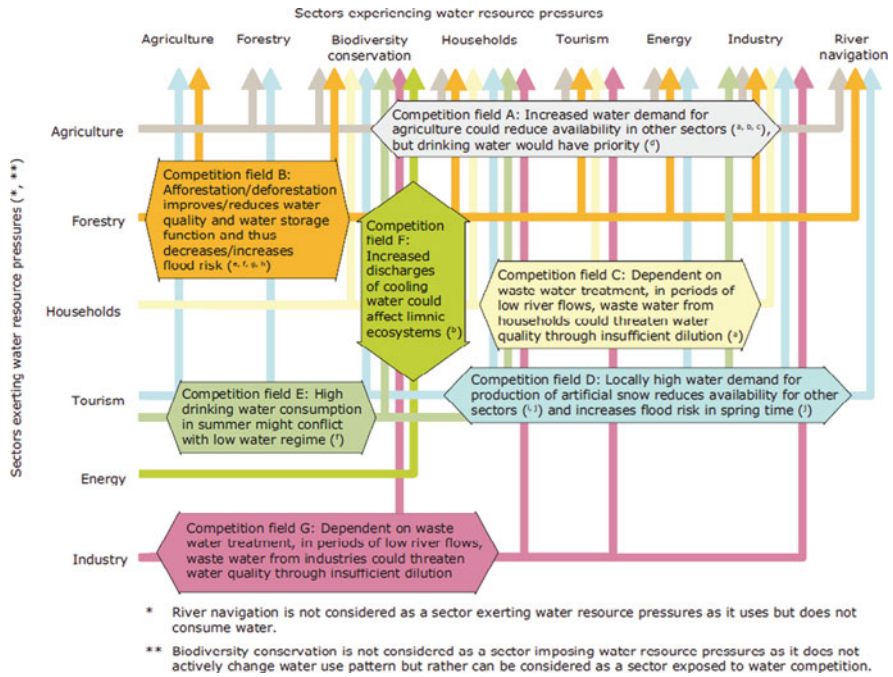 Sectors experiencing water resource pressures
Agriculture Forestry Biodiversity conservation Households Tourism Energy Industry River navigation
Sectors exerting water resource pressures (*, **)
Agriculture
Competition field A: Increased water demand for
agriculture could reduce availability in other sectors (a, b, c),
but drinking water would have priority (d)
Competition field B:
Afforestation/deforestation
improves/reduces water
quality and water storage
function and thus
decreases/increases
flood risk (e, f, g, h)
Forestry
Competition
field F:
Increased
discharges
of cooling
water could
affect limnic
ecosystems (b)
Competition field C: Dependent on
waste water treatment, in periods
of low river flows, waste water from
households could threaten water
quality through insufficient dilution (a)
Households
Competition field D: Locally high water demand for
production of artificial snow reduces availability for other
sectors (i, j) and increases flood risk in spring time (j)
Tourism
Competition field E: High
drinking water consumption
in summer might conflict
with low water regime (f)
Energy
Competition field G: Dependent on waste
water treatment, in periods of low river flows,
waste water from industries could threaten
water quality through insufficient dilution
Industry
* River navigation is not considered as a sector exerting water resource pressures as it uses but does not
consume water.
** Biodiversity conservation is not considered as a sector imposing water resource pressures as it does not
actively change water use pattern but rather can be considered as a sector exposed to water competition.